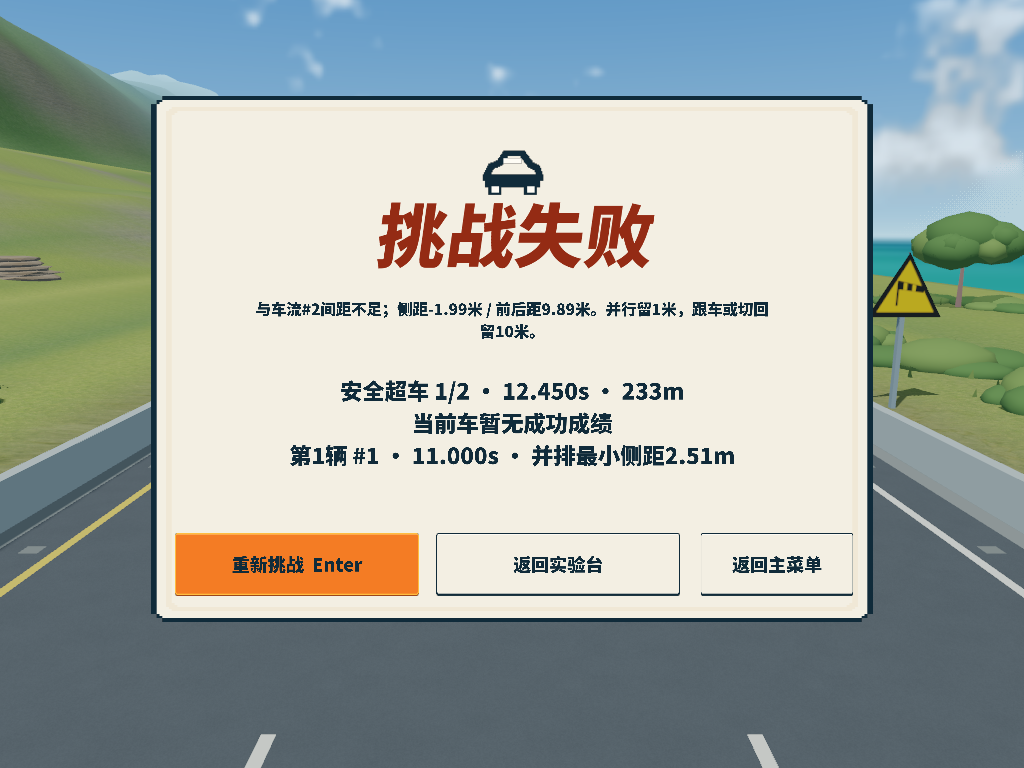 挑战失败
与车流#2间距不足；侧距-1.99米 / 前后距9.89米。并行留1米，跟车或切回
留10米。
安全超车 1/2 · 12.450s · 233m
当前车暂无成功成绩
第1辆 #1 · 11.000s · 并排最小侧距2.51m
重新挑战 Enter
返回实验台
返回主菜单